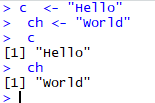 > c  <- "Hello"
>  ch <- "World"
>  c
[1] "Hello"
>  ch
[1] "World"
>